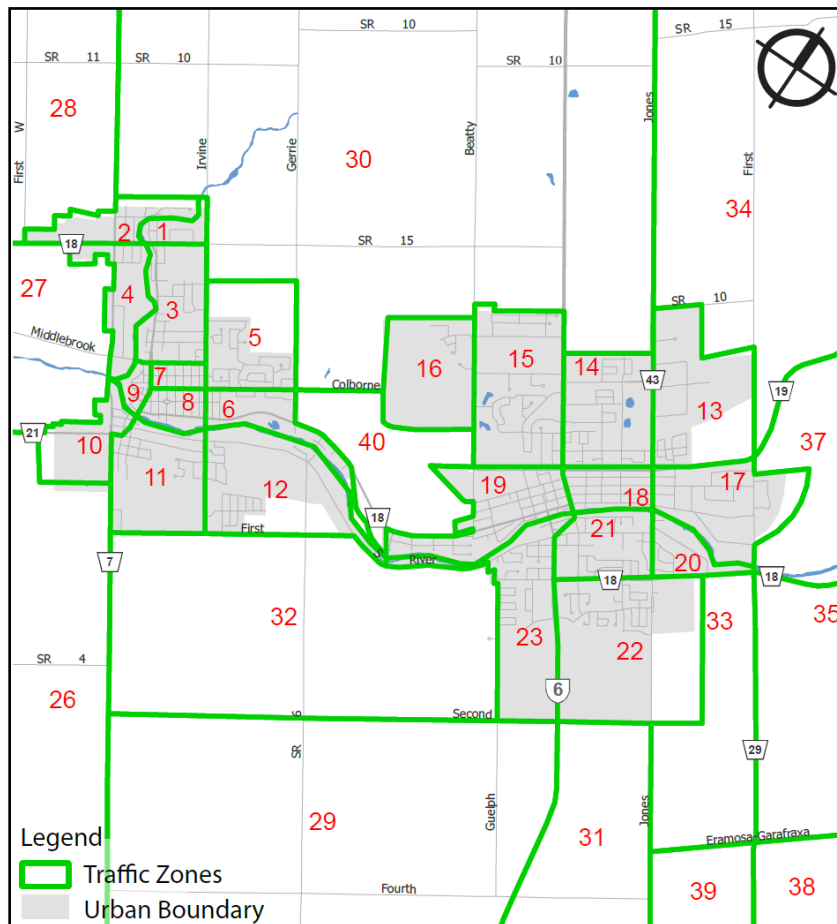 SR 10
SR 15
SR 11
SR 10
SR 10
28
First W
Irvine
Gerrie
30
Beatty
Jones
First
34
2
1
18
SR 15
27
4
3
SR 10
Middlebrook
5
16
15
14
7
Colborne
43
19
9
8
6
13
37
21
10
40
11
12
19
18
17
First
18
21
S River
20
7
18
18
32
23
22
33
35
SR 4
26
6
Second
SR 6
29
29
Guelph
31
Jones
Eramosa-Garafraxa
Legend
Traffic Zones
Urban Boundary
Fourth
39
38